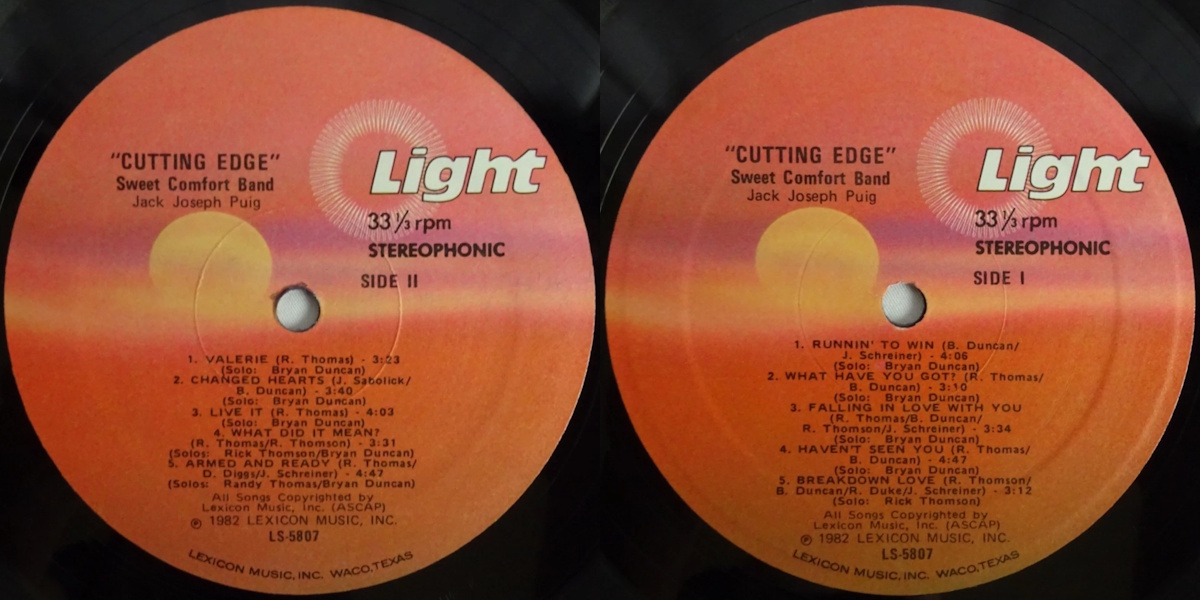 "CUTTING EDGE"
Sweet Comfort Band
Jack Joseph Puig
Light
33 ⅓ rpm
STEREOPHONIC
SIDE II
1. VALERIE (R. Thomas) - 3:23
(Solo: Bryan Duncan)
2. CHANGED HEARTS (J. Sabolick/
B. Duncan) - 3:40
(Solo: Bryan Duncan)
3. LIVE IT (R. Thomas) - 4:03
(Solo: Bryan Duncan)
4. WHAT DID IT MEAN?
(R. Thomas/R. Thomson) - 3:31
(Solos: Rick Thomson/Bryan Duncan)
5. ARMED AND READY (R. Thomas/
D. Diggs/J. Schreiner) - 4:47
(Solos: Randy Thomas/Bryan Duncan)
All Songs Copyrighted by
Lexicon Music, Inc. (ASCAP)
℗ 1982 LEXICON MUSIC, INC.
LS-5807
LEXICON MUSIC, INC. WACO, TEXAS
"CUTTING EDGE"
Sweet Comfort Band
Jack Joseph Puig
Light
33 ⅓ rpm
STEREOPHONIC
SIDE I
1. RUNNIN' TO WIN (B. Duncan/
J. Schreiner) - 4:06
(Solo: Bryan Duncan)
2. WHAT HAVE YOU GOT? (R. Thomas/
B. Duncan) - 3:10
(Solo: Bryan Duncan)
3. FALLING IN LOVE WITH YOU
(R. Thomas/B. Duncan/
R. Thomson/J. Schreiner) - 3:34
(Solo: Bryan Duncan)
4. HAVEN'T SEEN YOU (R. Thomas/
B. Duncan) - 4:47
(Solo: Bryan Duncan)
5. BREAKDOWN LOVE (R. Thomson/
B. Duncan/R. Duke/J. Schreiner) - 3:12
(Solo: Rick Thomson)
All Songs Copyrighted by
Lexicon Music, Inc. (ASCAP)
℗ 1982 LEXICON MUSIC, INC.
LS-5807
LEXICON MUSIC, INC. WACO, TEXAS